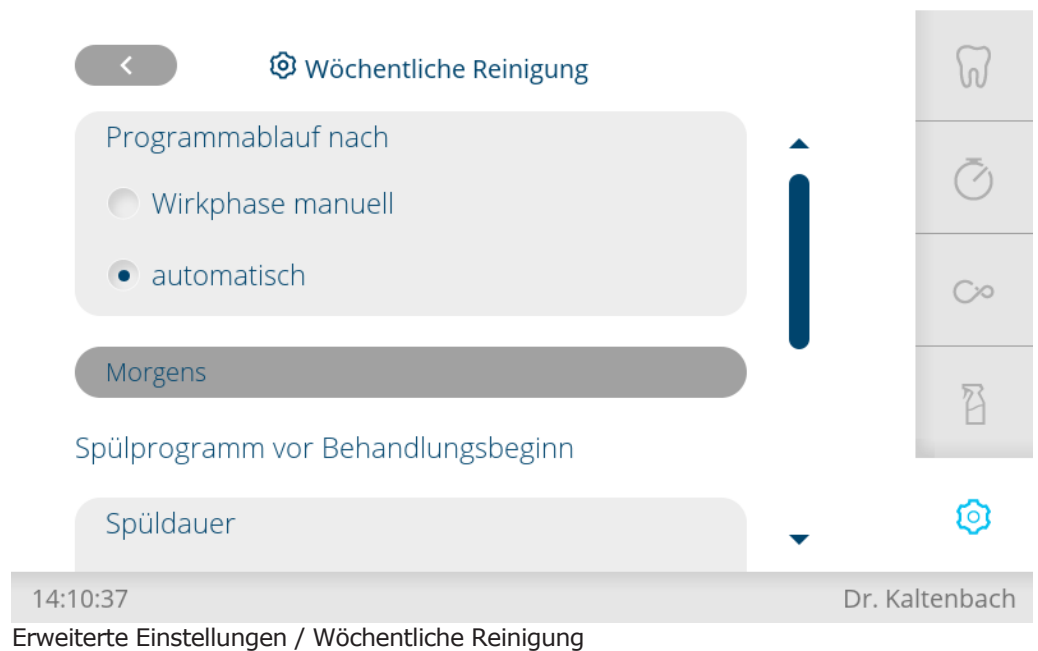 Wöchentliche Reinigung
Programmablauf nach
Wirkphase manuell
automatisch
Morgens
Spülprogramm vor Behandlungsbeginn
Spüldauer
14:10:37 Dr. Kaltenbach
Erweiterte Einstellungen / Wöchentliche Reinigung